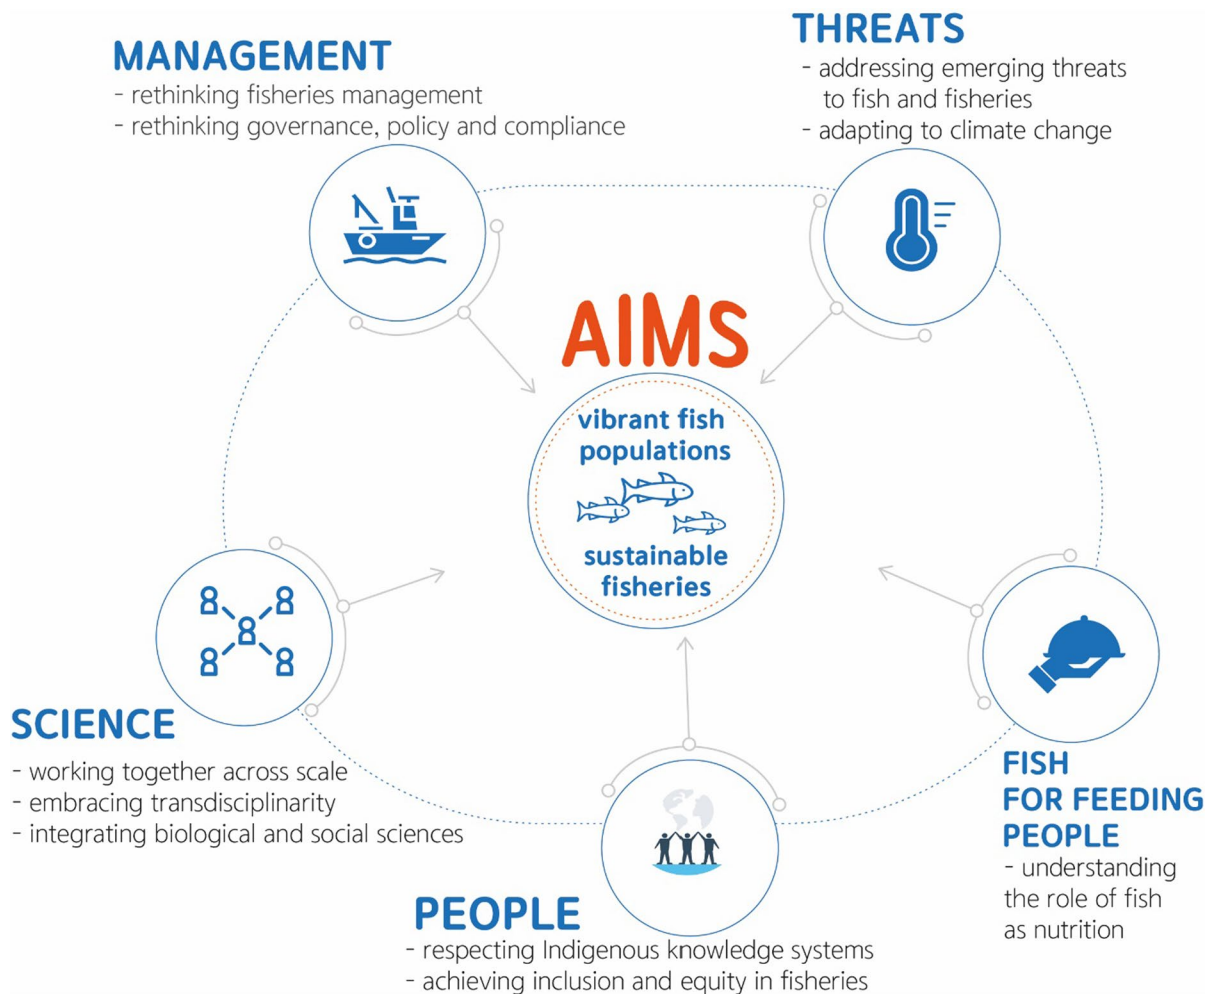 MANAGEMENT
- rethinking fisheries management
- rethinking governance, policy and compliance
THREATS
- addressing emerging threats
to fish and fisheries
- adapting to climate change
AIMS
vibrant fish
populations
sustainable
fisheries
SCIENCE
- working together across scale
- embracing transdisciplinarity
- integrating biological and social sciences
PEOPLE
- respecting Indigenous knowledge systems
- achieving inclusion and equity in fisheries
FISH
FOR FEEDING
PEOPLE
- understanding
the role of fish
as nutrition